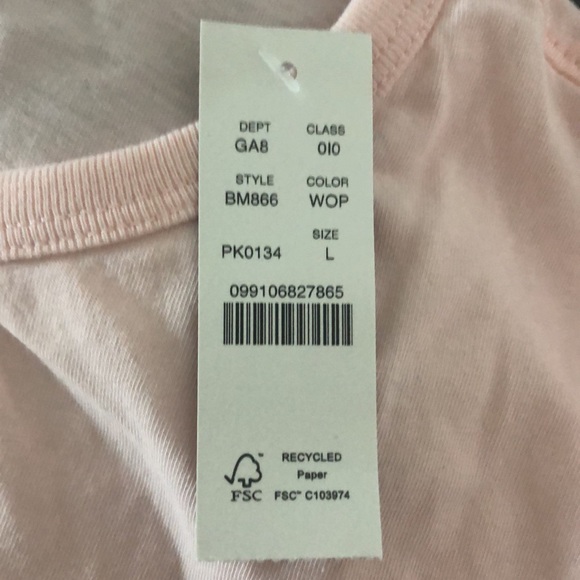 DEPT CLASS
GA8 0I0
STYLE COLOR
BM866 WOP
SIZE
PK0134 L
099106827865
RECYCLED
Paper
FSC™ C103974
FSC